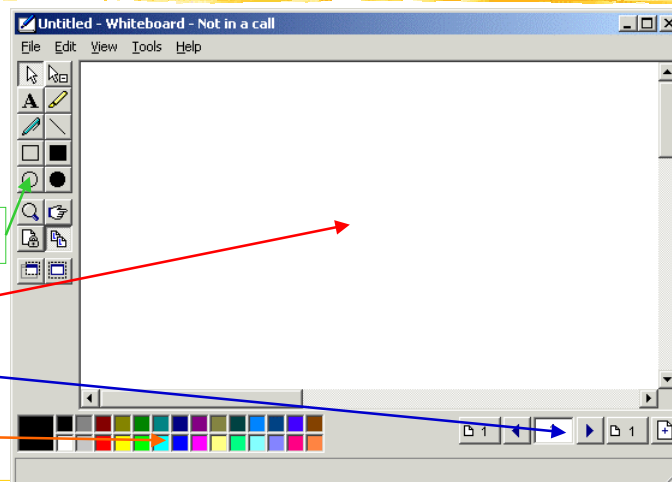 Untitled - Whiteboard - Not in a call
File Edit View Tools Help
A
1 1